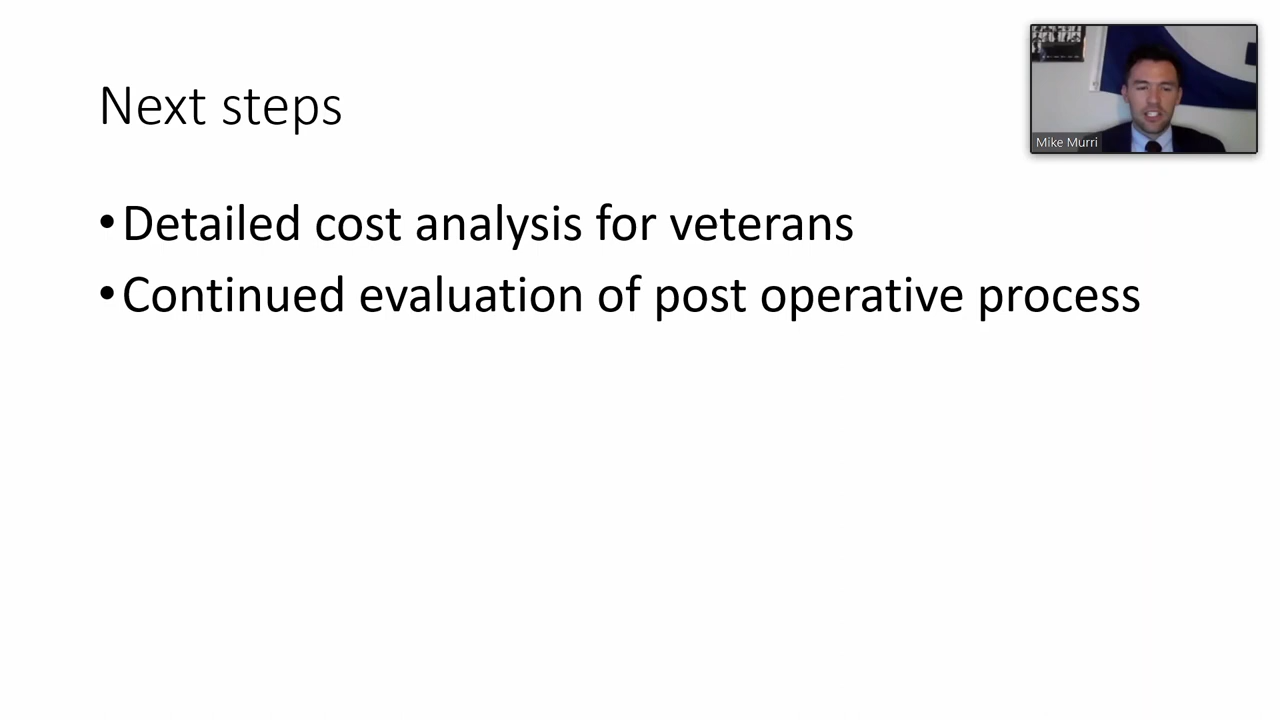 Next steps
Mike Murri
•Detailed cost analysis for veterans
•Continued evaluation of post operative process